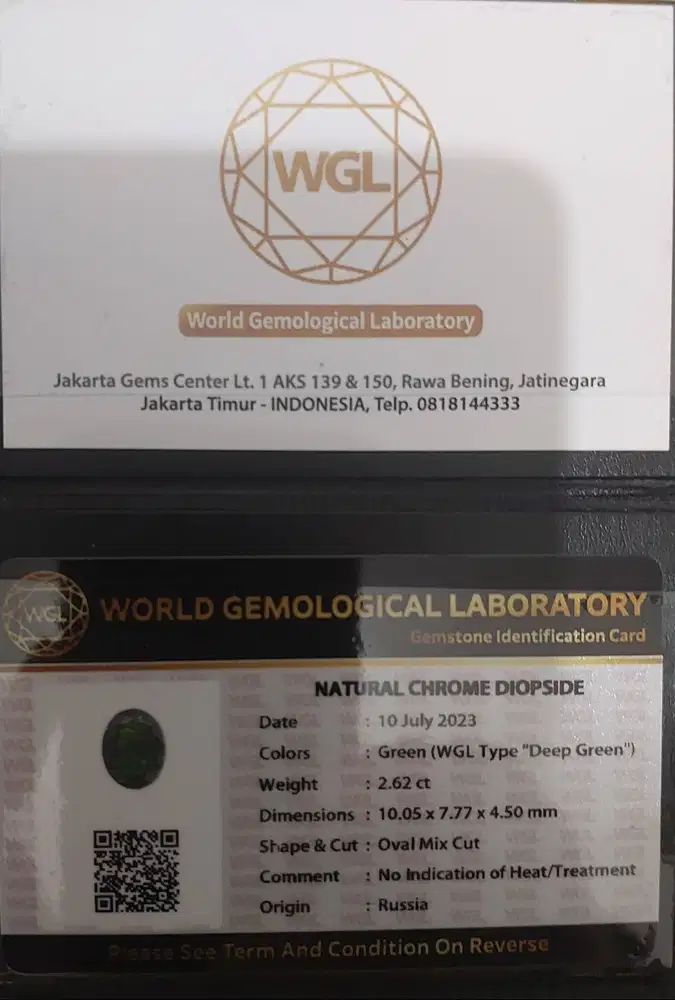 WGL
World Gemological Laboratory
Jakarta Gems Center Lt. 1 AKS 139 & 150, Rawa Bening, Jatinegara
Jakarta Timur - INDONESIA, Telp. 0818144333
WGL
WORLD GEMOLOGICAL LABORATORY
Gemstone Identification Card
NATURAL CHROME DIOPSIDE
Date : 10 July 2023
Colors : Green (WGL Type "Deep Green")
Weight : 2.62 ct
Dimensions : 10.05 x 7.77 x 4.50 mm
Shape & Cut : Oval Mix Cut
Comment : No Indication of Heat/Treatment
Origin : Russia
Please See Term And Condition On Reverse